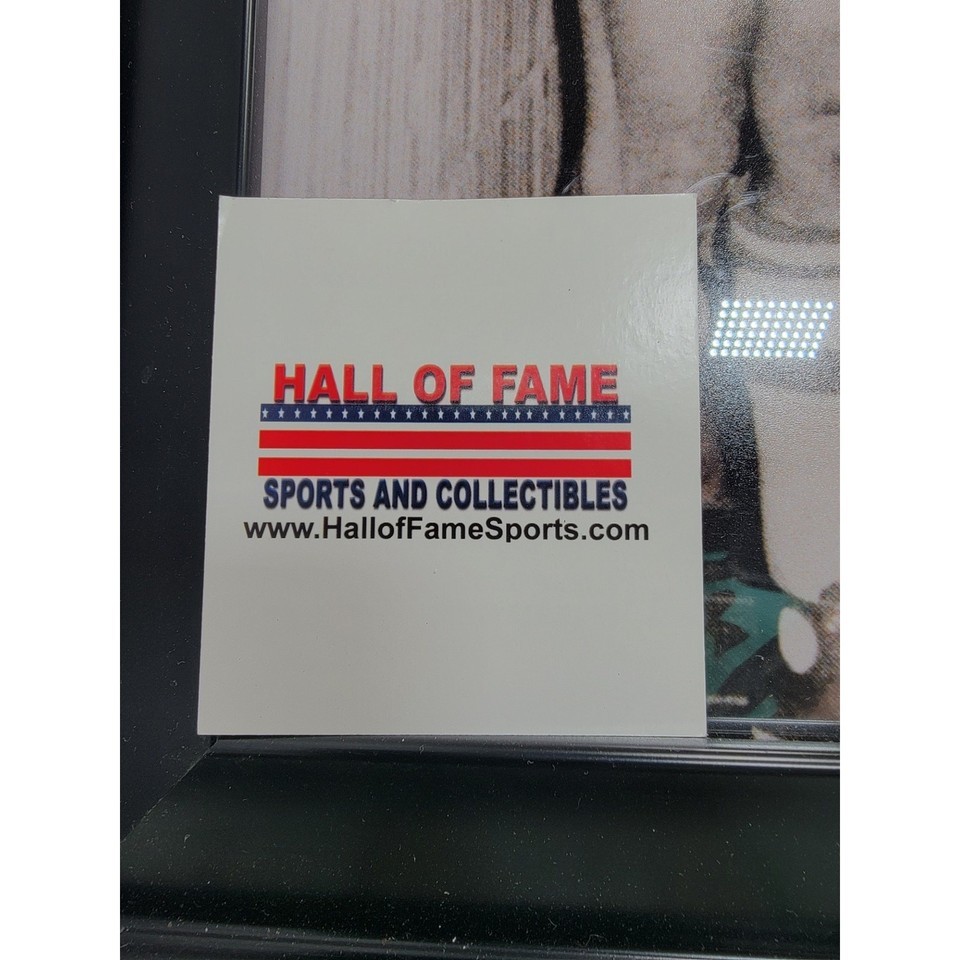 HALL OF FAME
SPORTS AND COLLECTIBLES
www.HallofFameSports.com